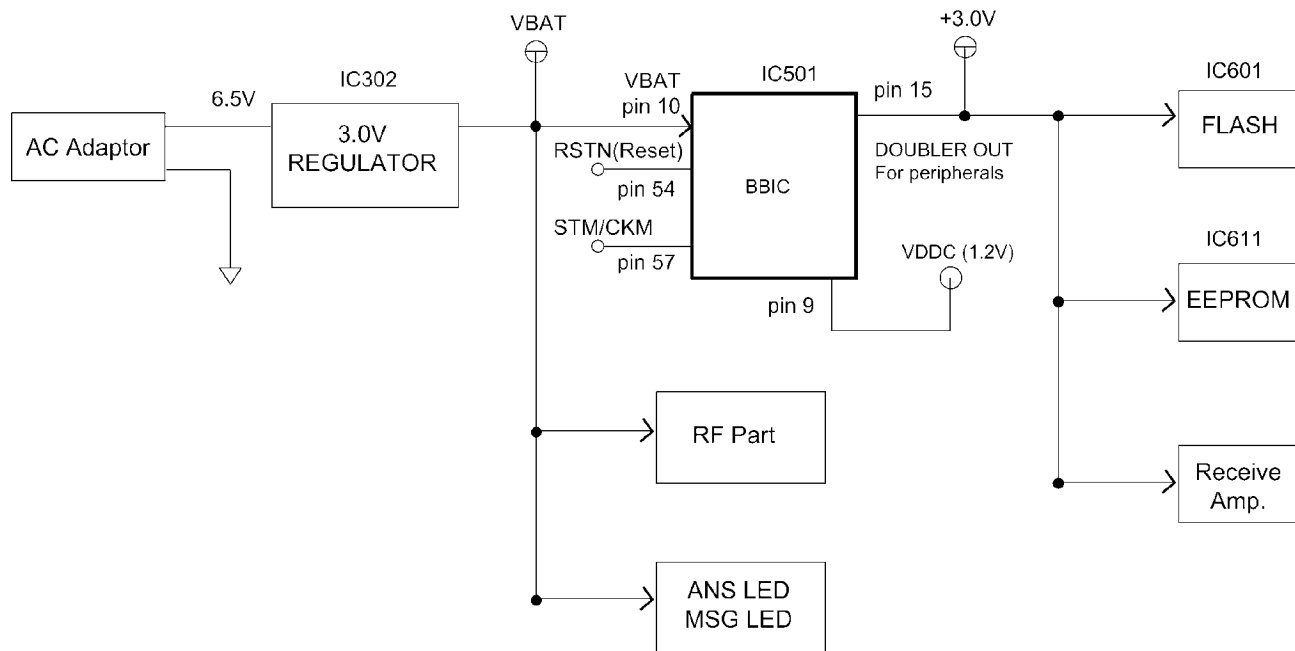 VBAT
+3.0V
IC302
IC501
IC601
6.5V
VBAT
pin 10
pin 15
AC Adaptor
3.0V
REGULATOR
FLASH
RSTN(Reset)
pin 54
BBIC
DOUBLER OUT
For peripherals
STM/CKM
pin 57
VDDC (1.2V)
IC611
pin 9
EEPROM
RF Part
Receive
Amp.
ANS LED
MSG LED